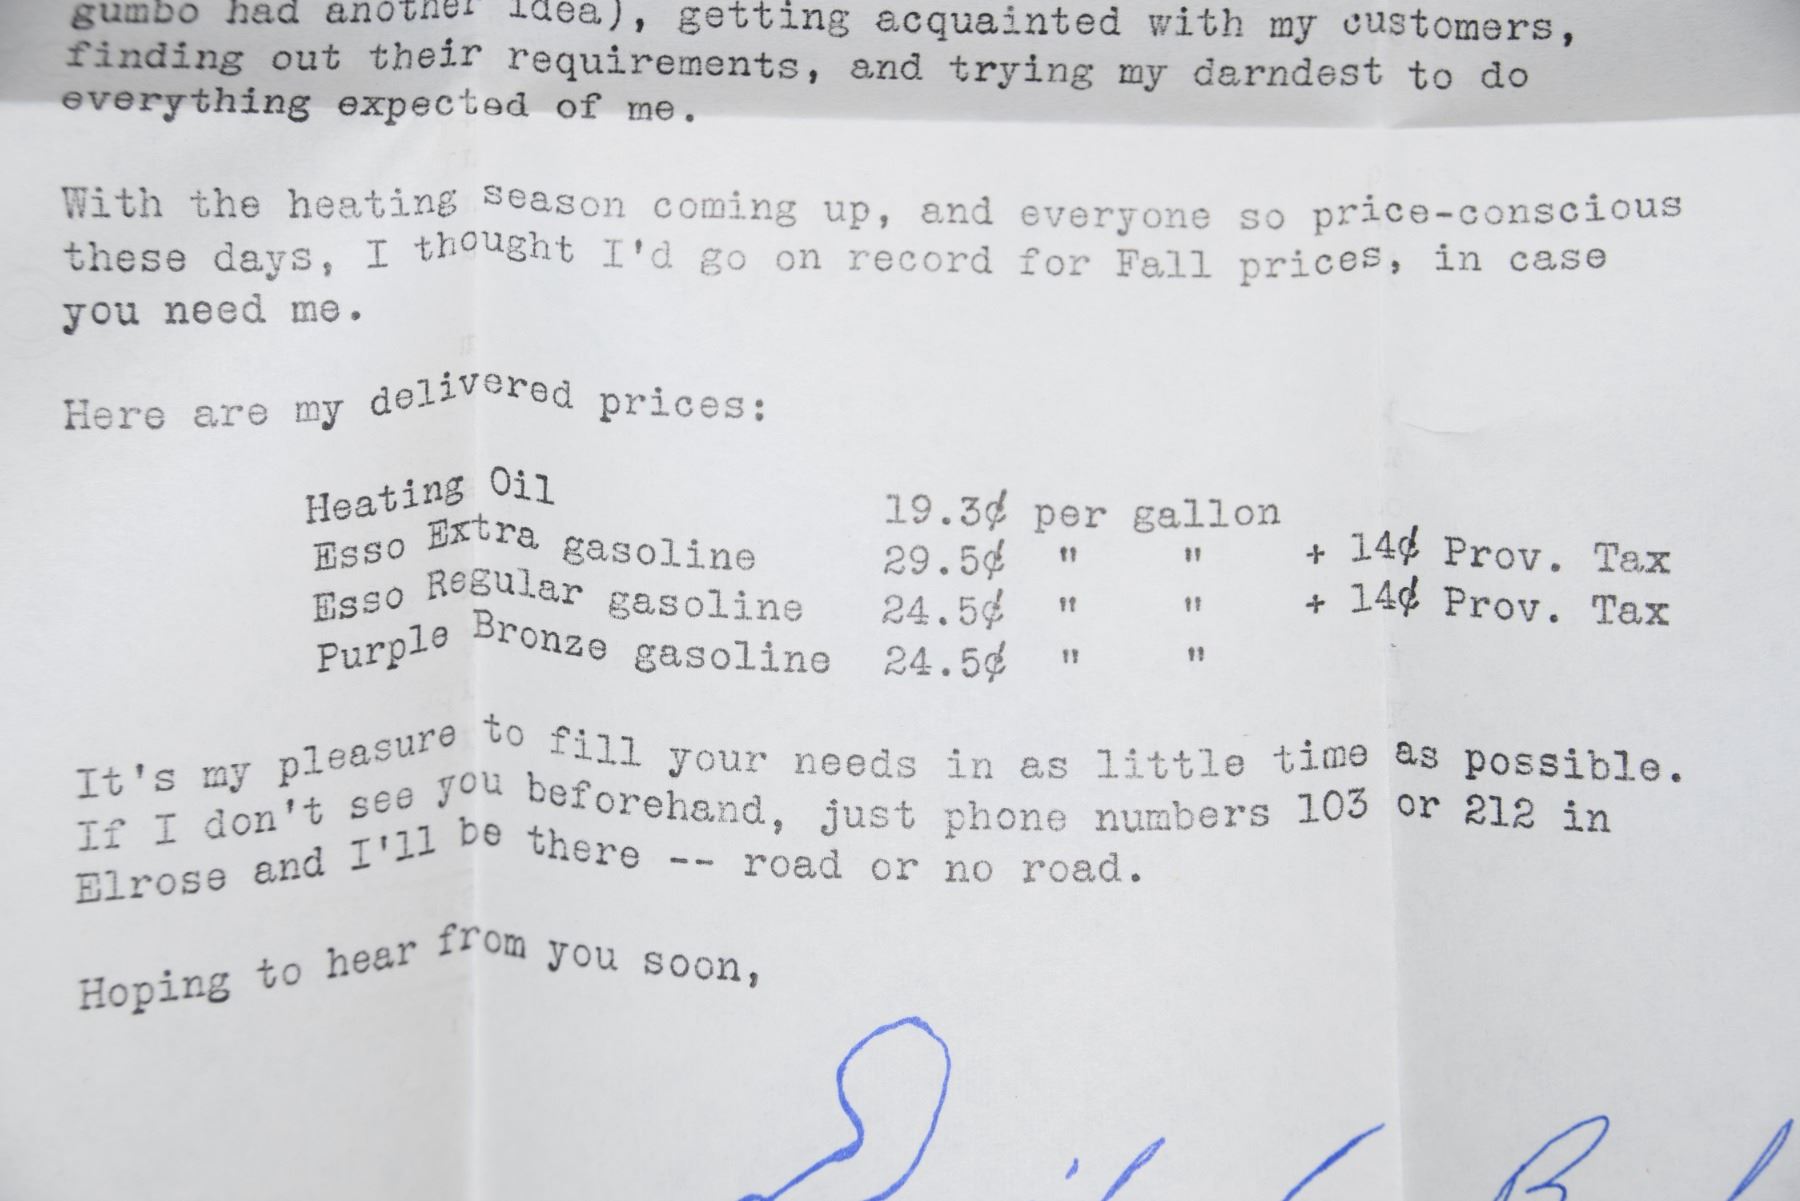 gumbo had another idea), getting acquainted with my customers,
finding out their requirements, and trying my darndest to do
everything expected of me.
With the heating season coming up, and everyone so price-conscious
these days, I thought I'd go on record for Fall prices, in case
you need me.
Here are my delivered prices:
Heating Oil 19.3¢ per gallon
Esso Extra gasoline 29.5¢ " " + 14¢ Prov. Tax
Esso Regular gasoline 24.5¢ " " + 14¢ Prov. Tax
Purple Bronze gasoline 24.5¢ " "
It's my pleasure to fill your needs in as little time as possible.
If I don't see you beforehand, just phone numbers 103 or 212 in
Elrose and I'll be there -- road or no road.
Hoping to hear from you soon,